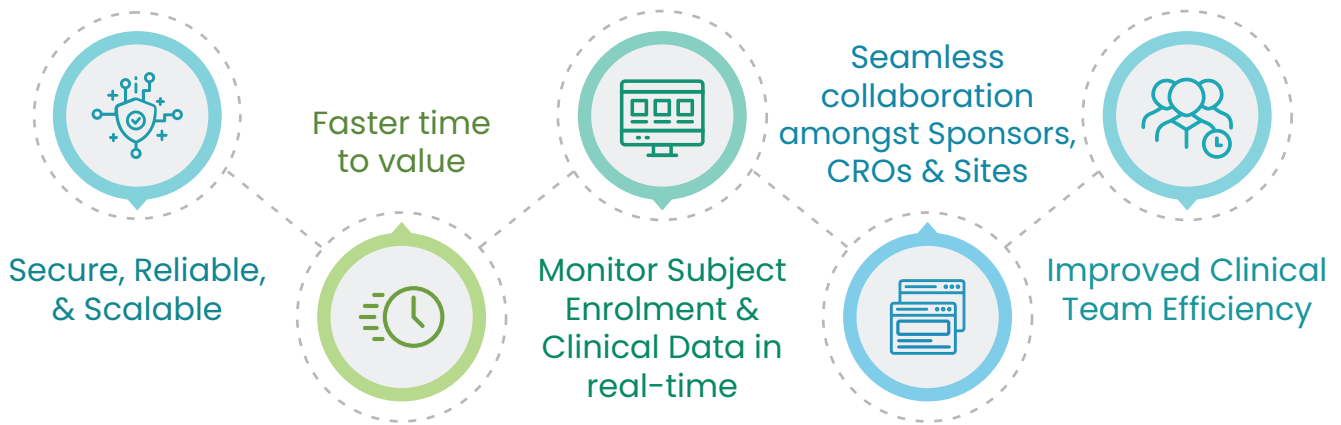 Secure, Reliable,
& Scalable
Faster time
to value
Monitor Subject
Enrolment &
Clinical Data in
real-time
Seamless
collaboration
amongst Sponsors,
CROs & Sites
Improved Clinical
Team Efficiency